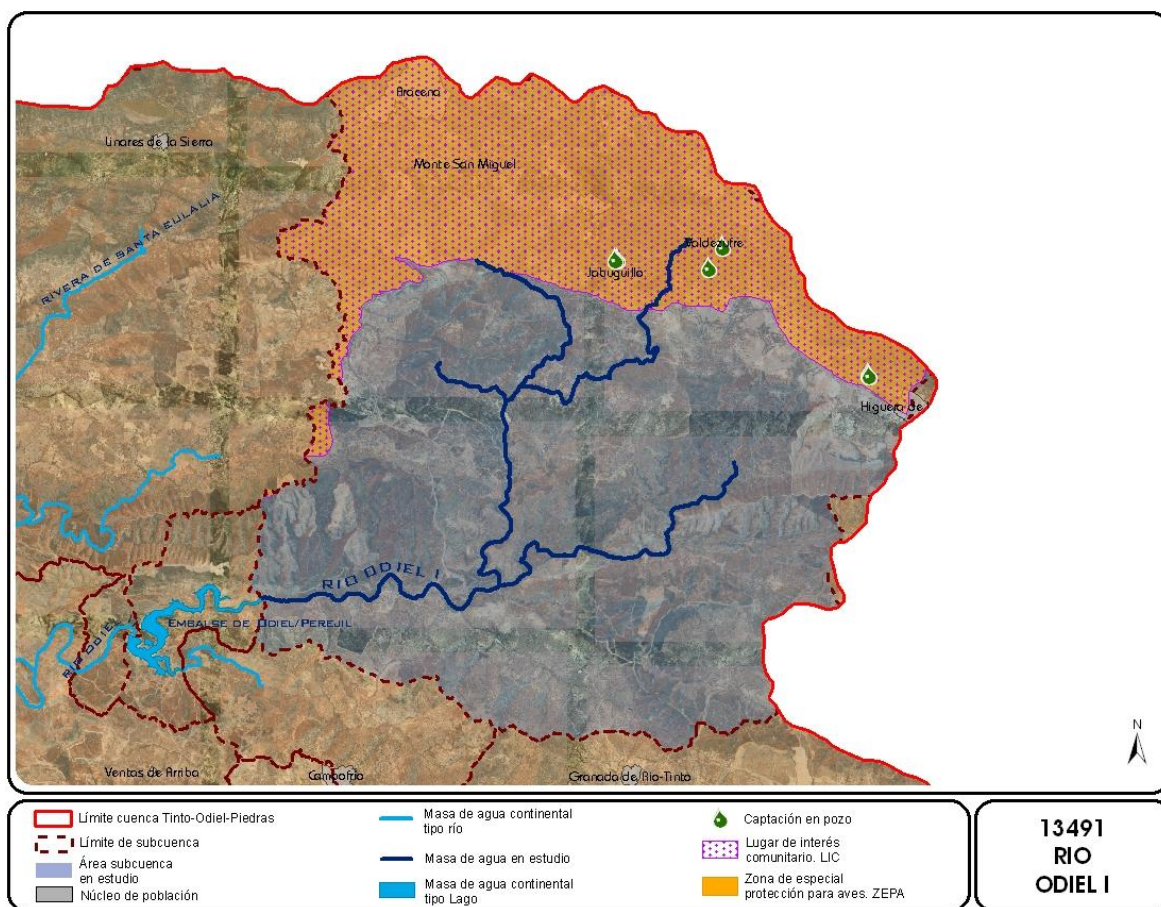 Aracena
Linares de la Sierra
Monte San Miguel
RIVERA DE SANTA EULALIA
Valdezufre
Jabuguillo
Higuera de
RÍO ODIEL I
EMBALSE DE ODIEL/PEREJIL
RÍO ODIEL
Ventas de Arriba
Campofrío
Granada de Río-Tinto
N
Límite cuenca Tinto-Odiel-Piedras
Límite de subcuenca
Área subcuenca
en estudio
Núcleo de población
Masa de agua continental
tipo río
Masa de agua en estudio
Masa de agua continental
tipo Lago
Captación en pozo
Lugar de interés
comunitario. LIC
Zona de especial
protección para aves. ZEPA
13491
RIO
ODIEL I